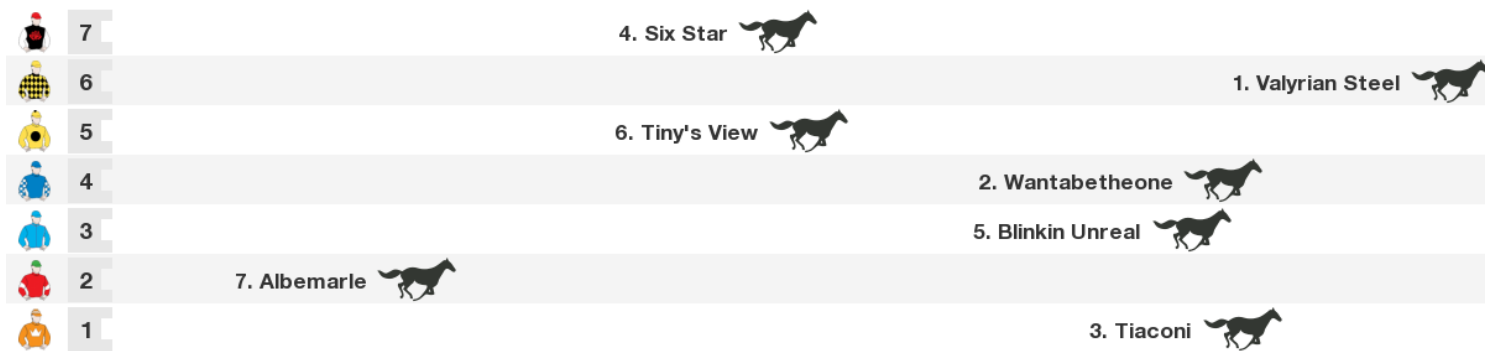 7 4. Six Star
6 1. Valyrian Steel
5 6. Tiny's View
4 2. Wantabetheone
3 5. Blinkin Unreal
2 7. Albemarle
1 3. Tiaconi